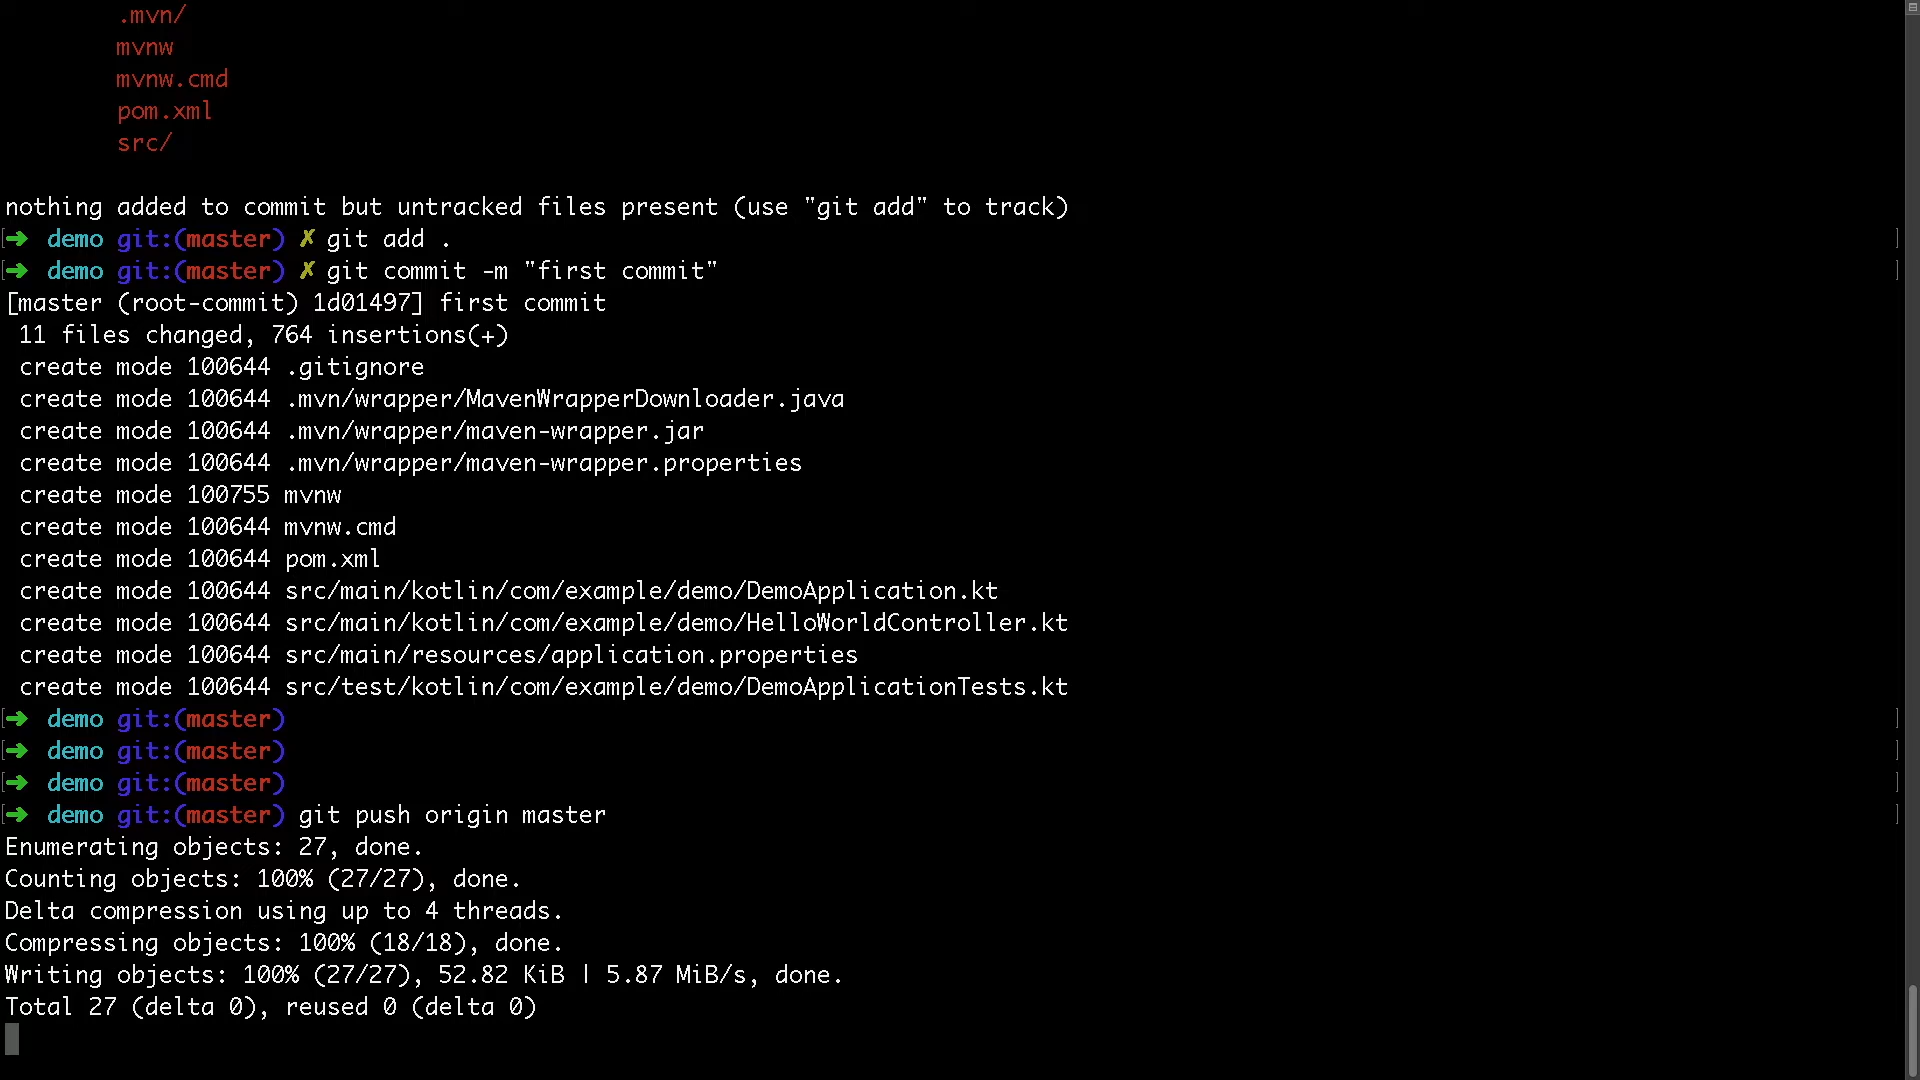 .mvn/
mvnw
mvnw.cmd
pom.xml
src/
nothing added to commit but untracked files present (use "git add" to track)
[➜  demo git:(master) ✗ git add . ]
[➜  demo git:(master) ✗ git commit -m "first commit" ]
[master (root-commit) 1d01497] first commit
 11 files changed, 764 insertions(+)
 create mode 100644 .gitignore
 create mode 100644 .mvn/wrapper/MavenWrapperDownloader.java
 create mode 100644 .mvn/wrapper/maven-wrapper.jar
 create mode 100644 .mvn/wrapper/maven-wrapper.properties
 create mode 100755 mvnw
 create mode 100644 mvnw.cmd
 create mode 100644 pom.xml
 create mode 100644 src/main/kotlin/com/example/demo/DemoApplication.kt
 create mode 100644 src/main/kotlin/com/example/demo/HelloWorldController.kt
 create mode 100644 src/main/resources/application.properties
 create mode 100644 src/test/kotlin/com/example/demo/DemoApplicationTests.kt
[➜  demo git:(master) ]
[➜  demo git:(master) ]
[➜  demo git:(master) ]
[➜  demo git:(master) git push origin master ]
Enumerating objects: 27, done.
Counting objects: 100% (27/27), done.
Delta compression using up to 4 threads.
Compressing objects: 100% (18/18), done.
Writing objects: 100% (27/27), 52.82 KiB | 5.87 MiB/s, done.
Total 27 (delta 0), reused 0 (delta 0)